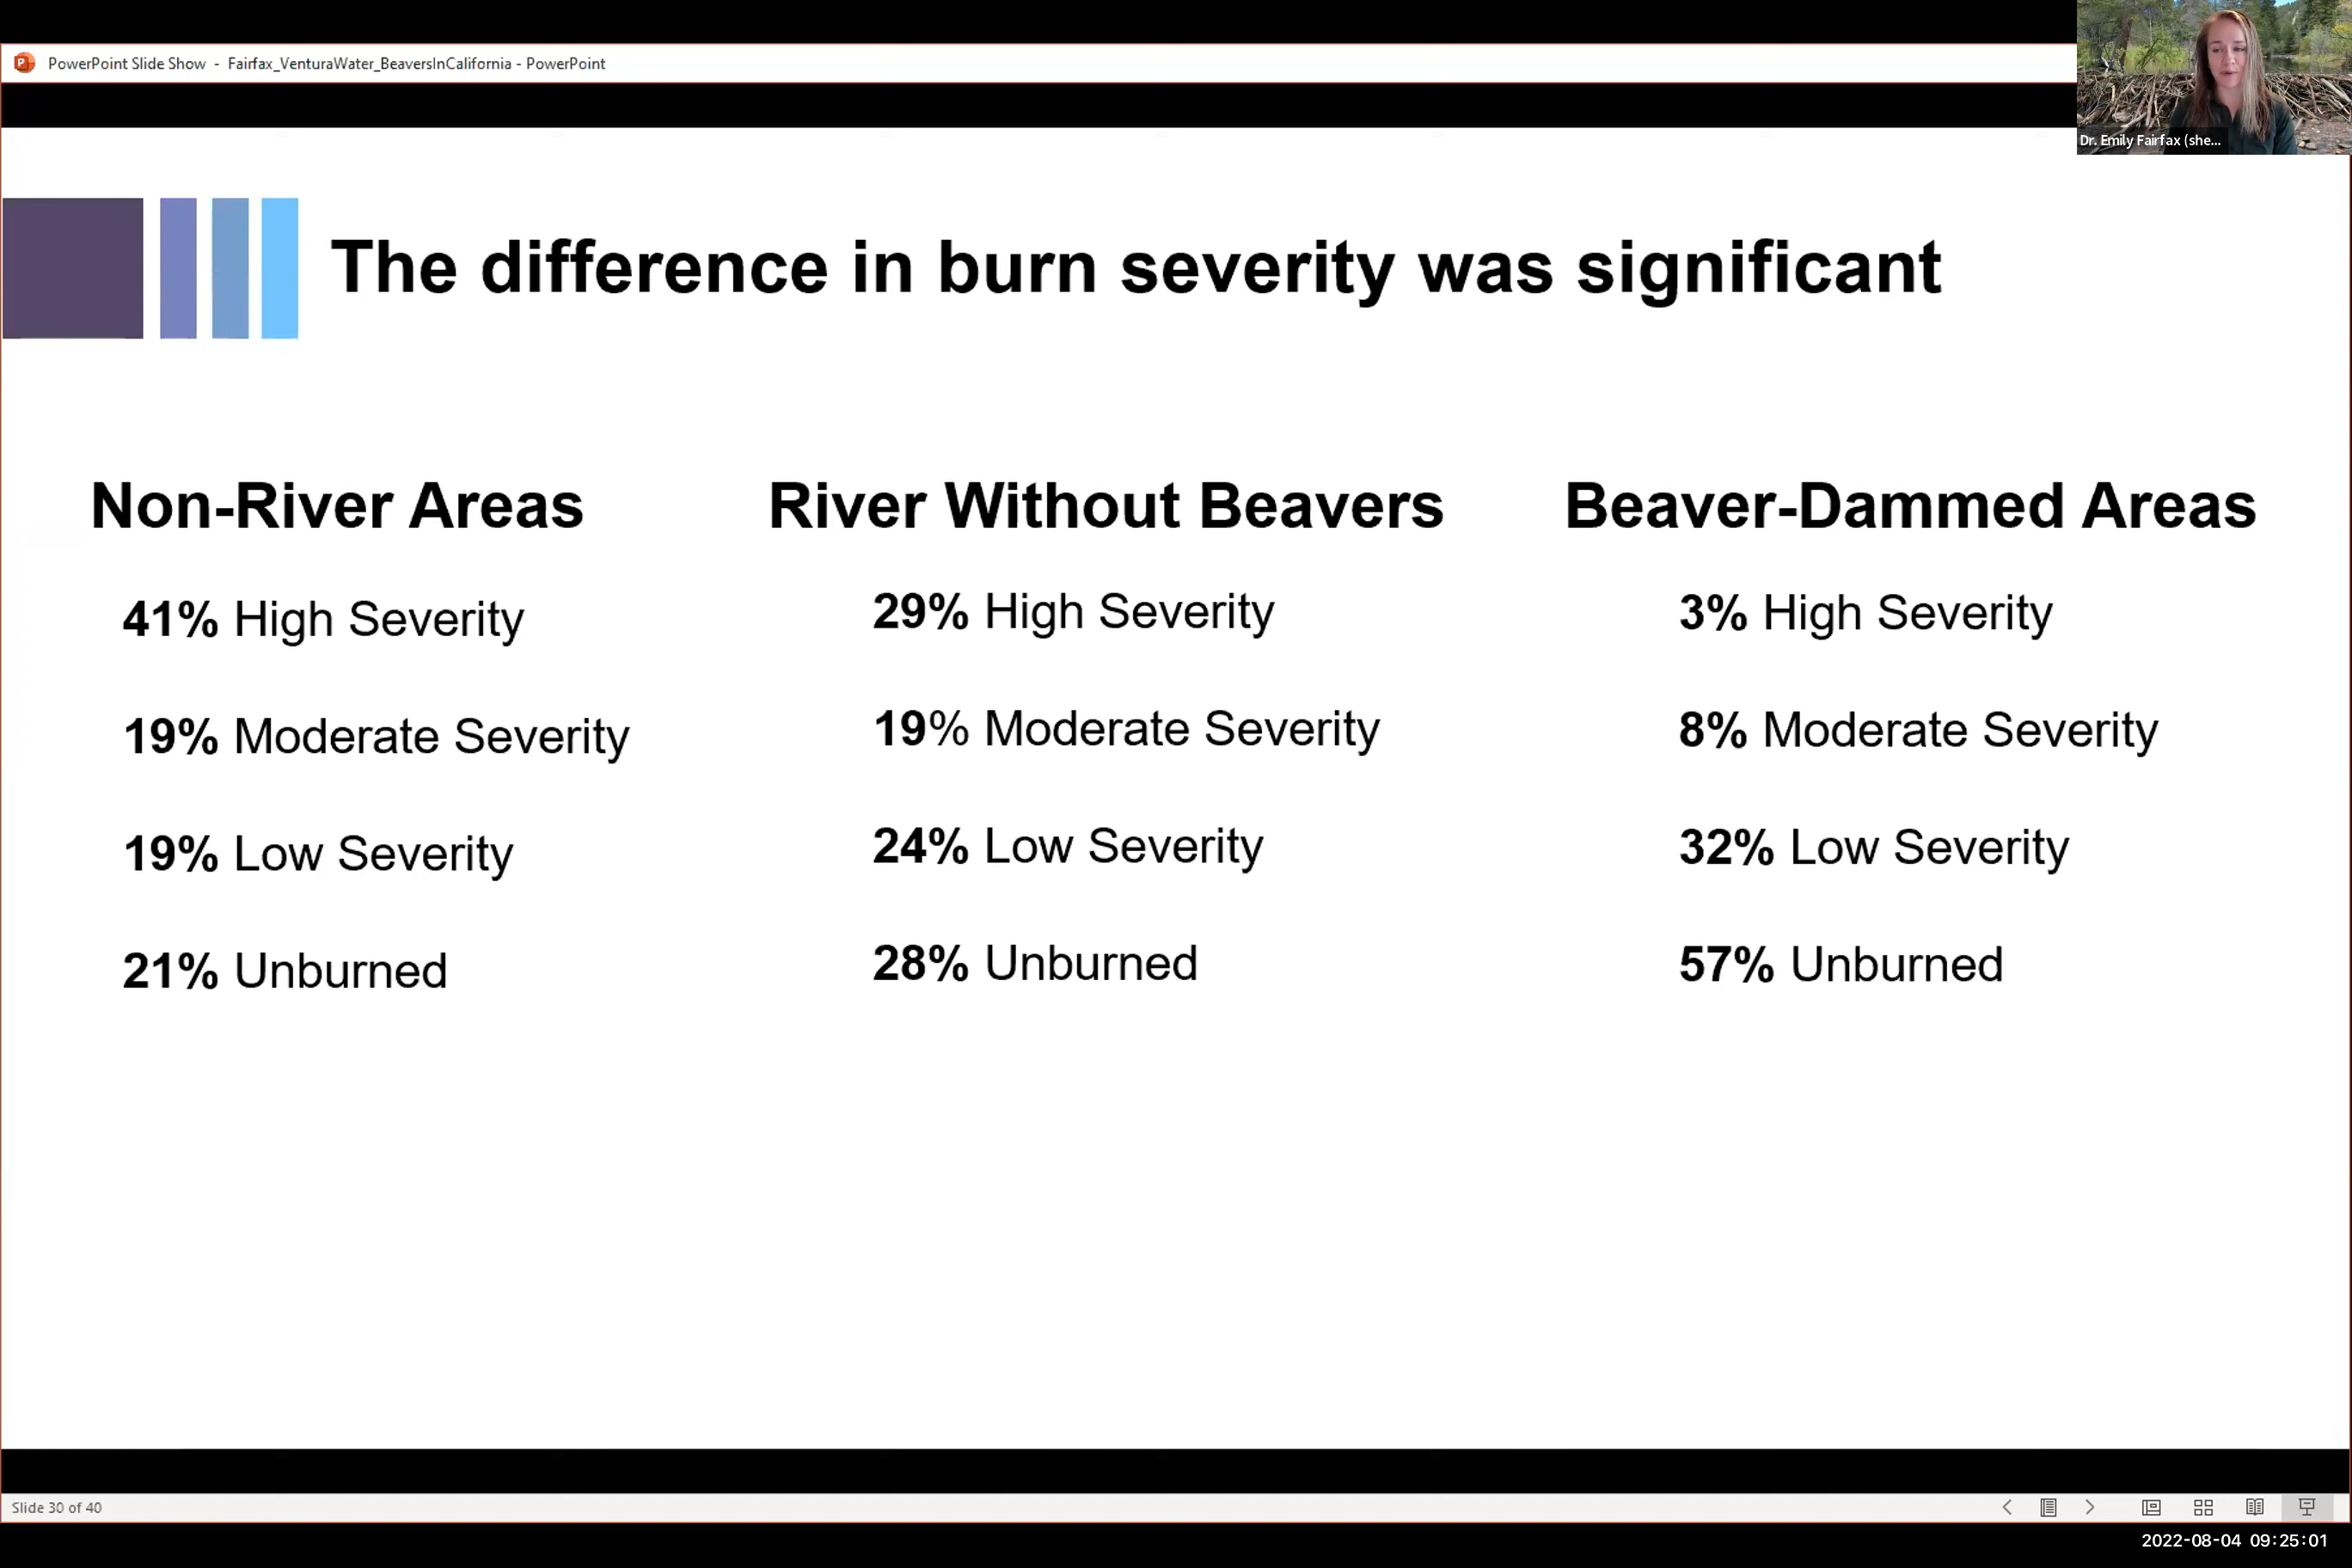 PowerPoint Slide Show - Fairfax_VenturaWater_BeaversInCalifornia - PowerPoint
Dr. Emily Fairfax (she...
The difference in burn severity was significant
Non-River Areas
41% High Severity
19% Moderate Severity
19% Low Severity
21% Unburned
River Without Beavers
29% High Severity
19% Moderate Severity
24% Low Severity
28% Unburned
Beaver-Dammed Areas
3% High Severity
8% Moderate Severity
32% Low Severity
57% Unburned
Slide 30 of 40
2022-08-04 09:25:01